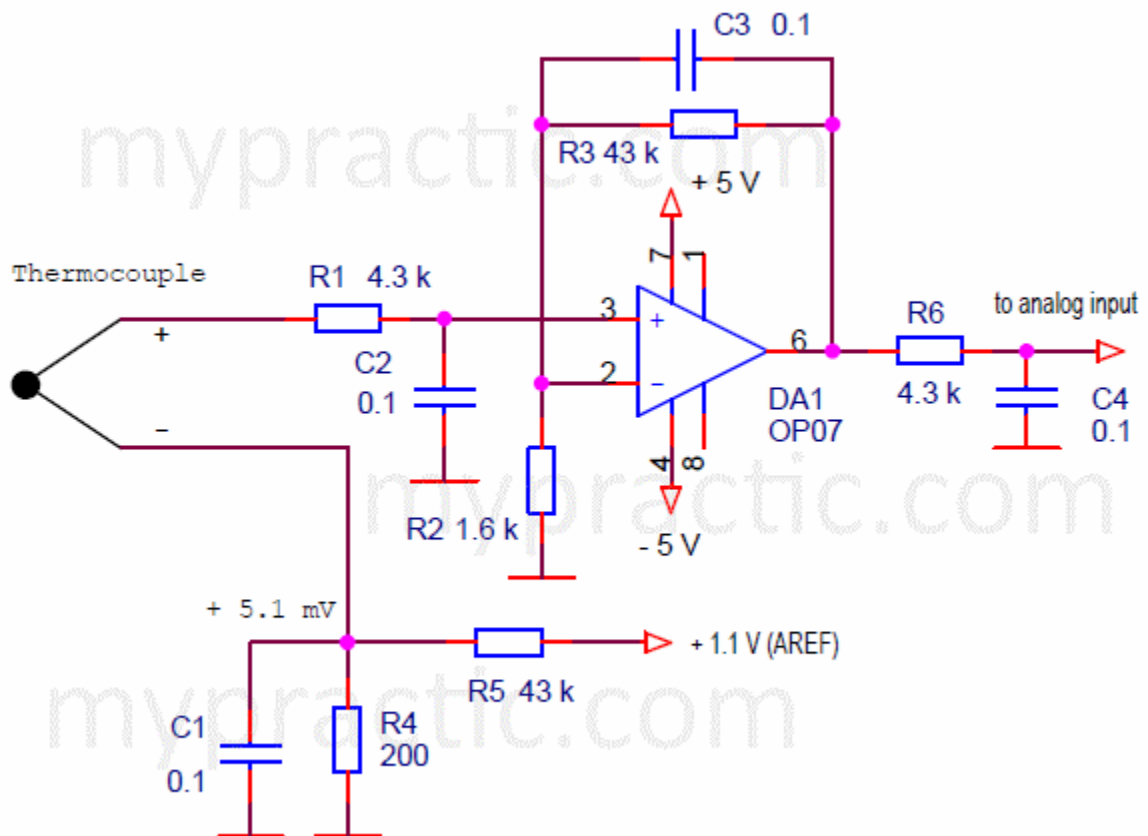 C3 0.1
mypractic.com
R3 43 k
+ 5 V
7
1
Thermocouple
R1 4.3 k
to analog input
+
3
+
6
R6
C2
0.1
2
−
4.3 k
DA1
OP07
C4
0.1
−
4
8
mypractic.com
R2 1.6 k
- 5 V
+ 5.1 mV
+ 1.1 V (AREF)
R5 43 k
mypractic.com
C1
0.1
R4
200